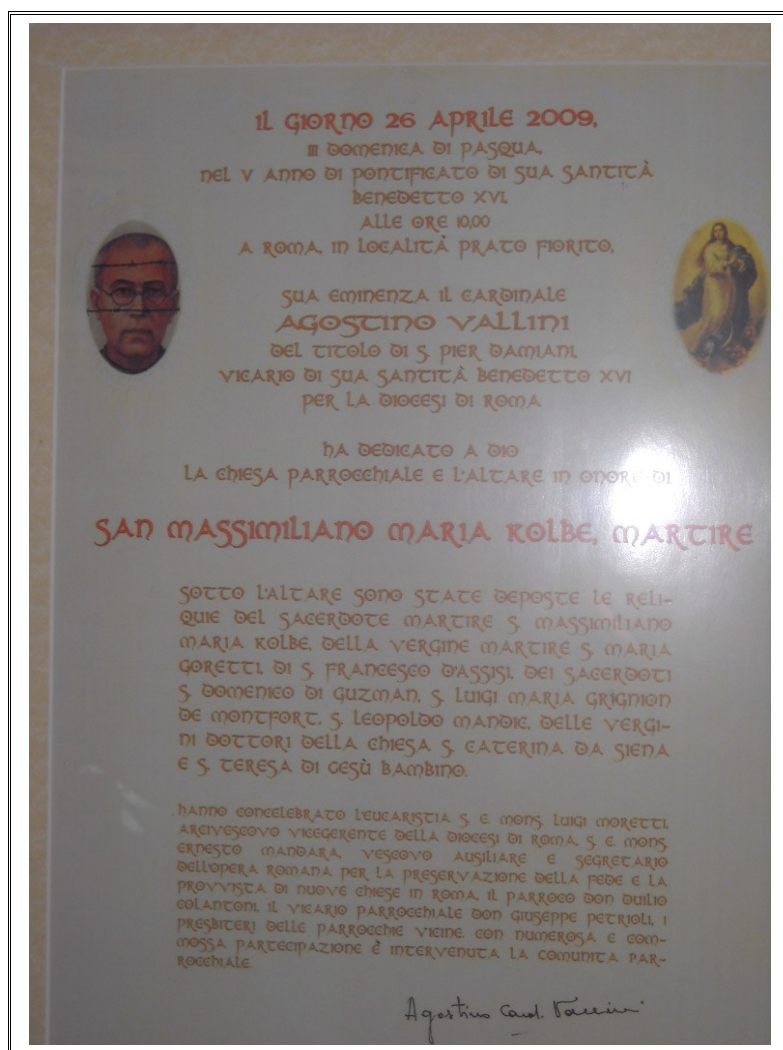 IL GIORNO 26 APRILE 2009,
III DOMENICA DI PASQUA,
NEL V ANNO DI PONTIFICATO DI SUA SANTITÀ
BENEDETTO XVI,
ALLE ORE 10,00
A ROMA, IN LOCALITÀ PRATO FIORITO,
SUA EMINENZA IL CARDINALE
AGOSTINO VALLINI
DEL TITOLO DI S. PIER DAMIANI,
VICARIO DI SUA SANTITÀ BENEDETTO XVI
PER LA DIOCESI DI ROMA
HA DEDICATO A DIO
LA CHIESA PARROCCHIALE E L'ALTARE IN ONORE DI
SAN MASSIMILIANO MARIA KOLBE, MARTIRE
SOTTO L'ALTARE SONO STATE DEPOSTE LE RELI-
QUIE DEL SACERDOTE MARTIRE S. MASSIMILIANO
MARIA KOLBE, DELLA VERGINE MARTIRE S. MARIA
GORETTI, DI S. FRANCESCO D'ASSISI, DEI SACERDOTI
S. DOMENICO DI GUZMAN, S. LUIGI MARIA GRIGNION
DE MONTFORT, S. LEOPOLDO MANDIC, DELLE VERGI-
NI DOTTORI DELLA CHIESA S. CATERINA DA SIENA
E S. TERESA DI GESÙ BAMBINO.
HANNO CONCELEBRATO L'EUCARISTIA S. E. MONS. LUIGI MORETTI,
ARCIVESCOVO VICEGERENTE DELLA DIOCESI DI ROMA, S. E. MONS.
ERNESTO MANDARA, VESCOVO AUSILIARE E SEGRETARIO
DELL'OPERA ROMANA PER LA PRESERVAZIONE DELLA FEDE E LA
PROVVISTA DI NUOVE CHIESE IN ROMA, IL PARROCO DON DUILIO
COLANTONI, IL VICARIO PARROCCHIALE DON GIUSEPPE PETRIOLI, I
PRESBITERI DELLE PARROCCHIE VICINE. CON NUMEROSA E COM-
MOSSA PARTECIPAZIONE È INTERVENUTA LA COMUNITÀ PAR-
ROCCHIALE.
Agostino Card. Vallini